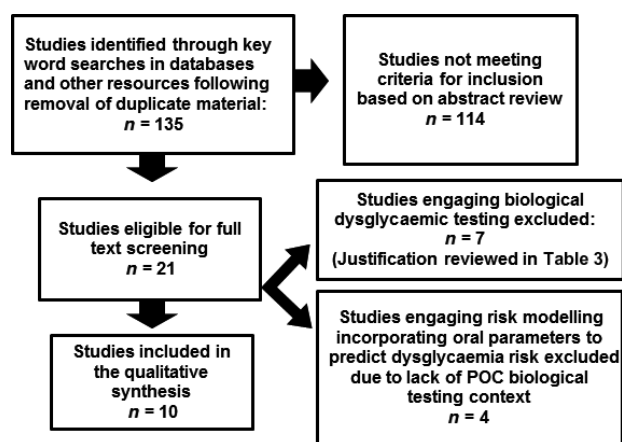 Studies identified through key
word searches in databases
and other resources following
removal of duplicate material:
n = 135
Studies not meeting
criteria for inclusion
based on abstract review
n = 114
Studies eligible for full
text screening
n = 21
Studies engaging biological
dysglycaemic testing excluded:
n = 7
(Justification reviewed in Table 3)
Studies engaging risk modelling
incorporating oral parameters to
predict dysglycaemia risk excluded
due to lack of POC biological
testing context
n = 4
Studies included in
the qualitative
synthesis
n = 10